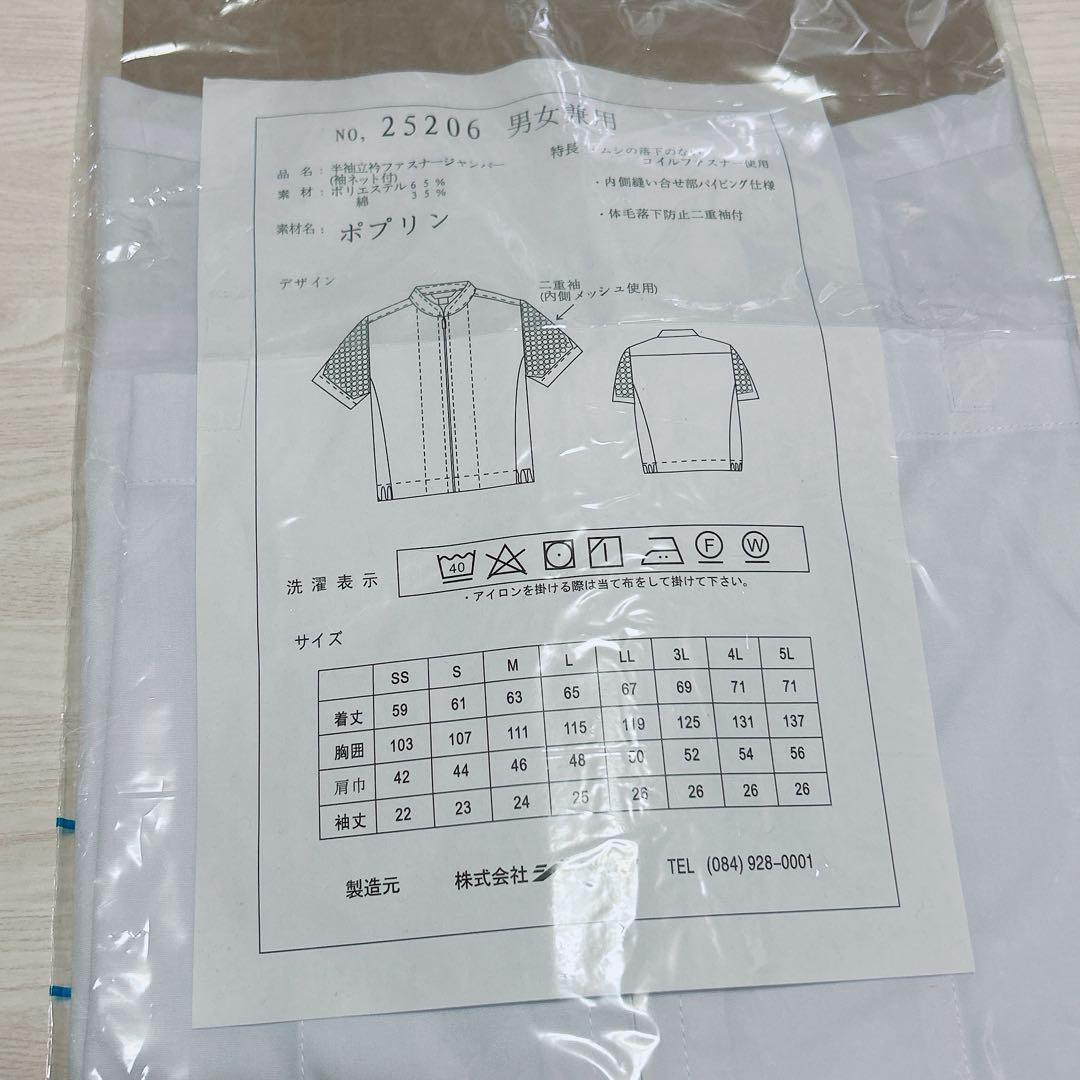 NO, 25206 男女兼用
品 名 : 半袖立衿ファスナージャンパー
(袖ネット付)
素 材 : ポリエステル 65%
綿 35%
素材名 : ポプリン
特長 ムシの落下のない
コイルファスナー使用
・内側縫い合せ部パイピング仕様
・体毛落下防止二重袖付
デザイン
二重袖
(内側メッシュ使用)
洗濯表示
40 F W
・アイロンを掛ける際は当て布をして掛けて下さい。
サイズ
SS S M L LL 3L 4L 5L
着丈 59 61 63 65 67 69 71 71
胸囲 103 107 111 115 119 125 131 137
肩巾 42 44 46 48 50 52 54 56
袖丈 22 23 24 25 26 26 26 26
製造元 株式会社 TEL (084) 928-0001